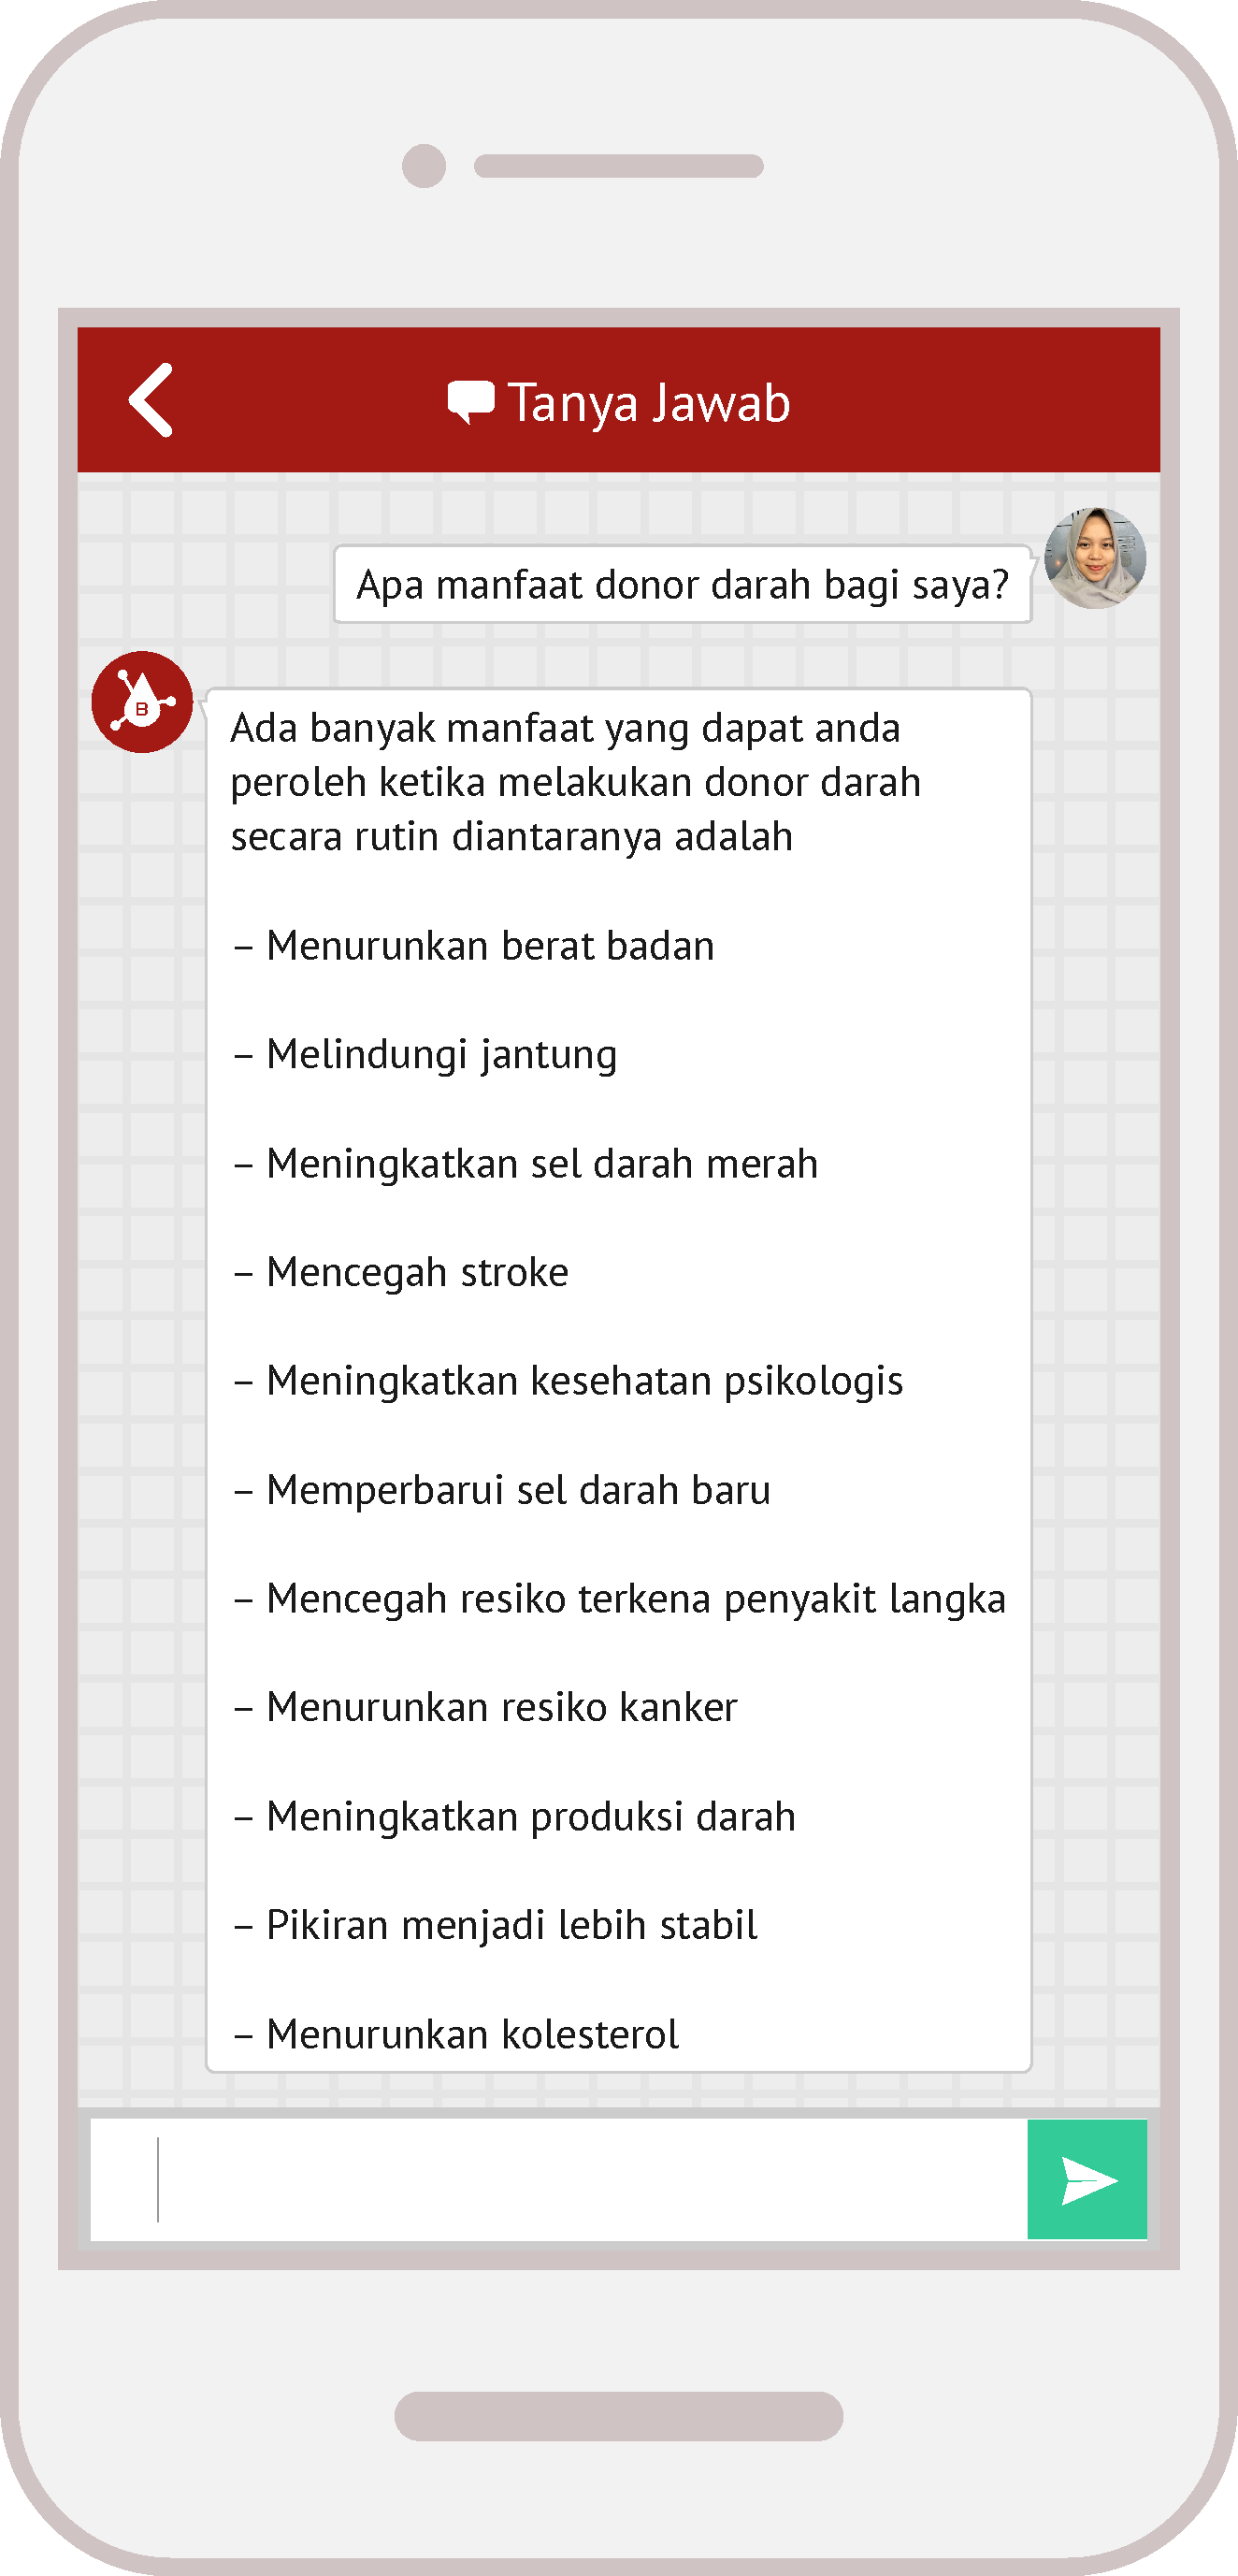 Tanya Jawab
Apa manfaat donor darah bagi saya?
B
Ada banyak manfaat yang dapat anda
peroleh ketika melakukan donor darah
secara rutin diantaranya adalah
– Menurunkan berat badan
– Melindungi jantung
– Meningkatkan sel darah merah
– Mencegah stroke
– Meningkatkan kesehatan psikologis
– Memperbarui sel darah baru
– Mencegah resiko terkena penyakit langka
– Menurunkan resiko kanker
– Meningkatkan produksi darah
– Pikiran menjadi lebih stabil
– Menurunkan kolesterol